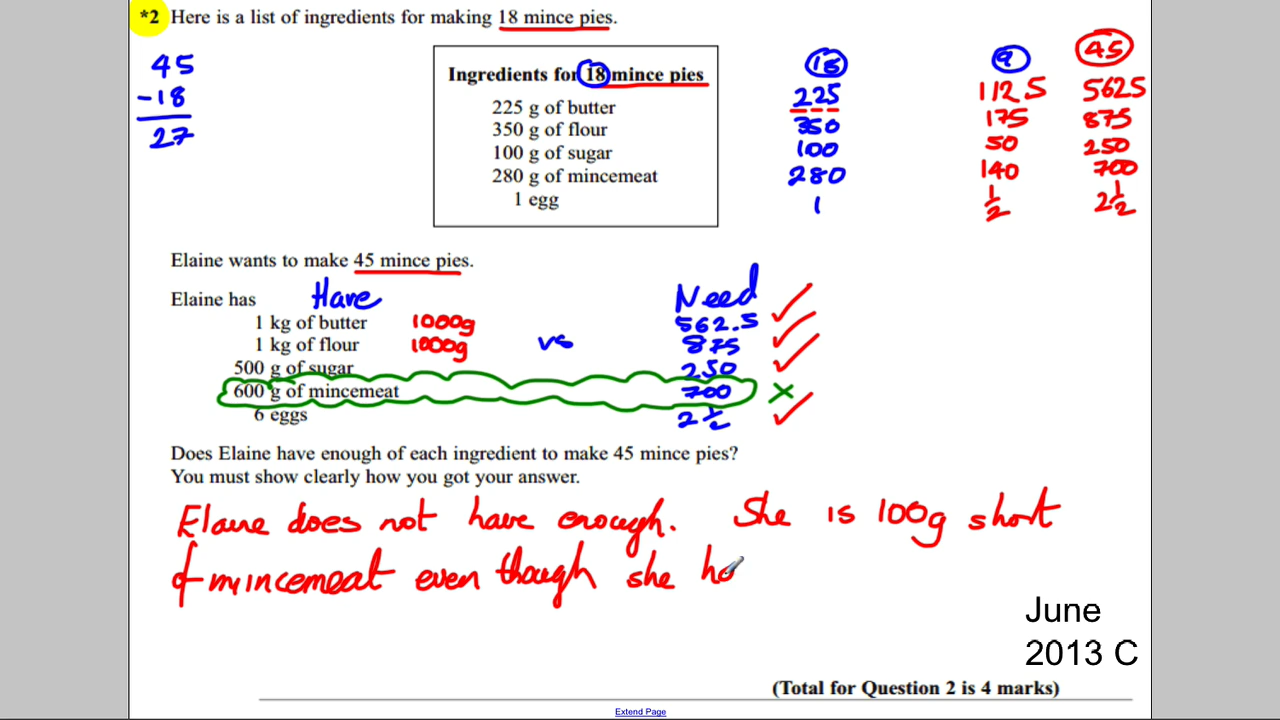 *2 Here is a list of ingredients for making 18 mince pies.
45
-18
27
Ingredients for 18 mince pies
225 g of butter
350 g of flour
100 g of sugar
280 g of mincemeat
1 egg
18
225
350
100
280
1
9
112 5
175
50
140
1/2
45
562 5
875
250
700
2 1/2
Elaine wants to make 45 mince pies.
Elaine has Have Need
1 kg of butter 1000g 562.5 ✓
1 kg of flour 1000g vs 875 ✓
500 g of sugar 250 ✓
600 g of mincemeat 700 ×
6 eggs 2 1/2 ✓
Does Elaine have enough of each ingredient to make 45 mince pies?
You must show clearly how you got your answer.
Elaine does not have enough. She is 100g short
of mincemeat even though she ha
June
2013 C
(Total for Question 2 is 4 marks)
Extend Page